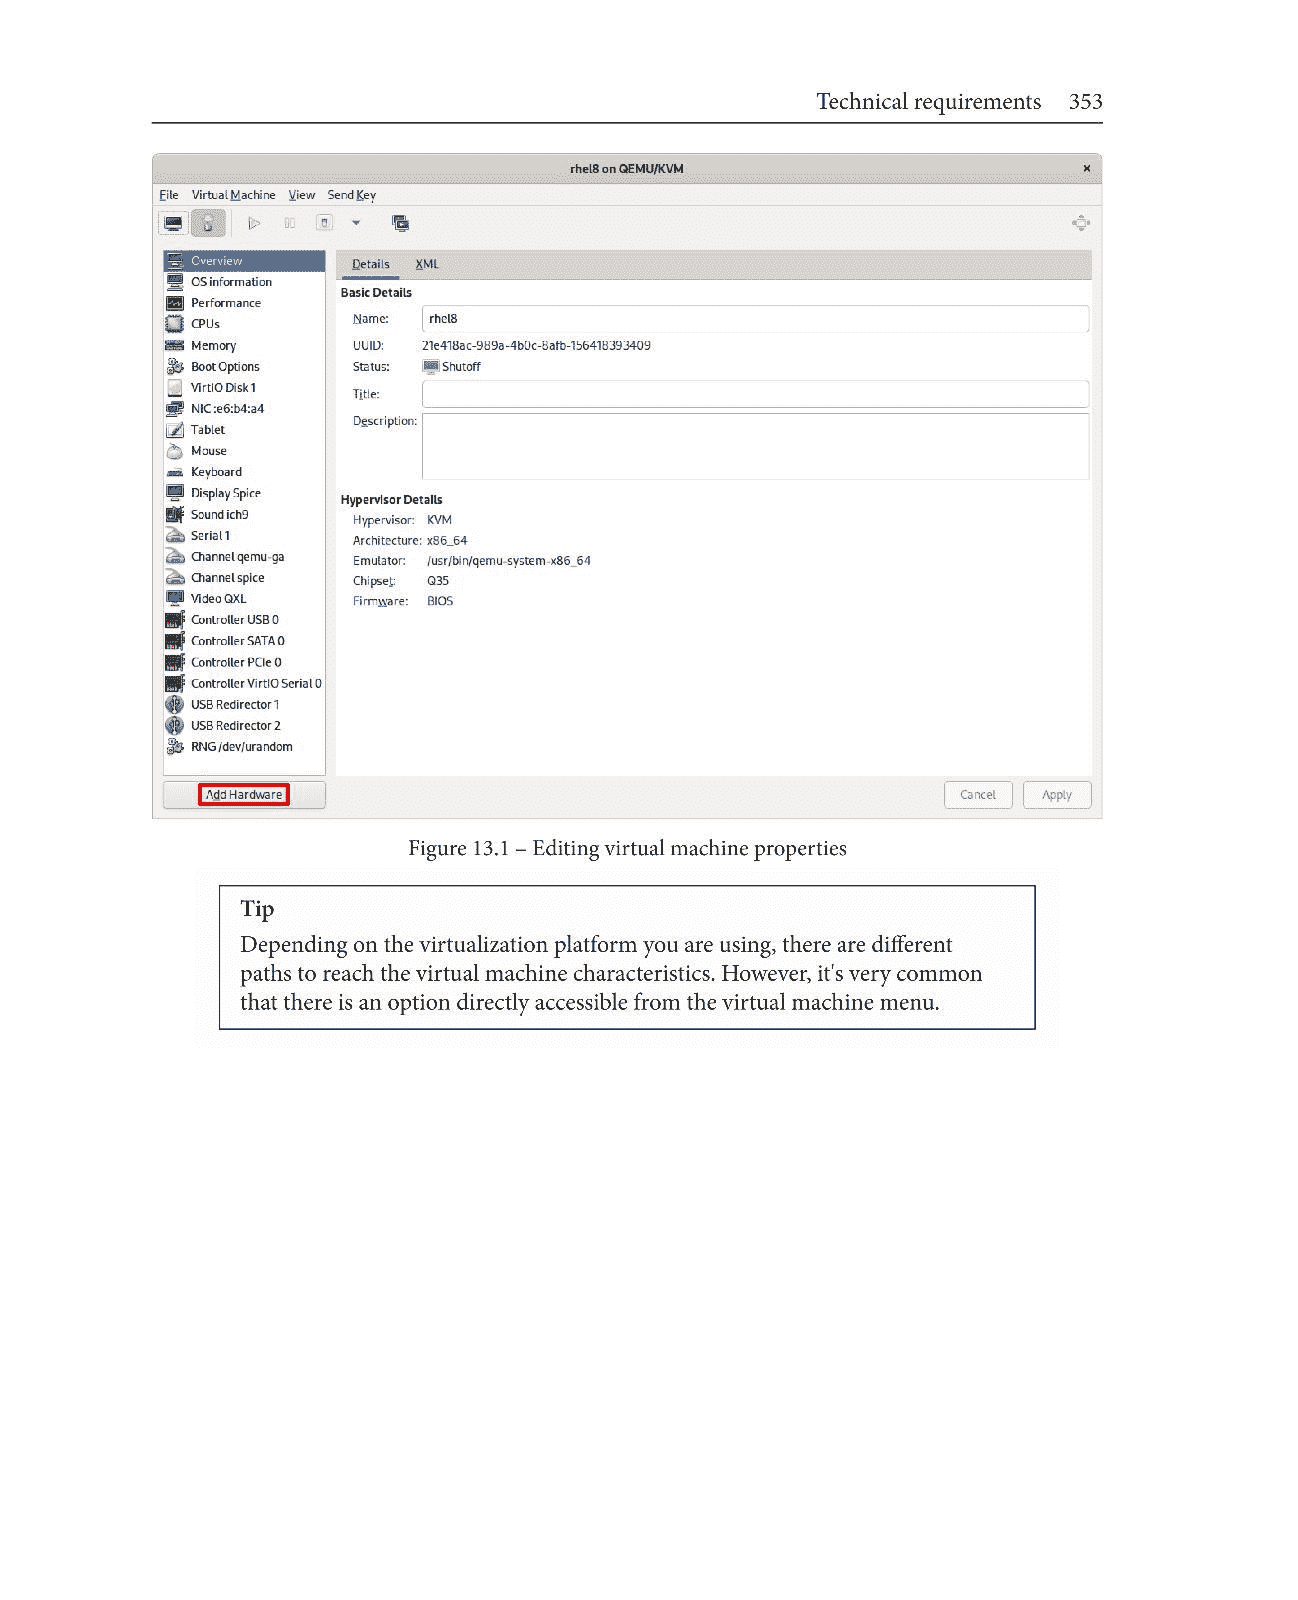 Technical requirements 353
rhel8 on QEMU/KVM ×
File Virtual Machine View Send Key
Overview
OS information
Performance
CPUs
Memory
Boot Options
VirtIO Disk 1
NIC :e6:b4:a4
Tablet
Mouse
Keyboard
Display Spice
Sound ich9
Serial 1
Channel qemu-ga
Channel spice
Video QXL
Controller USB 0
Controller SATA 0
Controller PCIe 0
Controller VirtIO Serial 0
USB Redirector 1
USB Redirector 2
RNG /dev/urandom
Add Hardware
Details XML
Basic Details
Name: rhel8
UUID: 21e418ac-989a-4b0c-8afb-156418393409
Status: Shutoff
Title:
Description:
Hypervisor Details
Hypervisor: KVM
Architecture: x86_64
Emulator: /usr/bin/qemu-system-x86_64
Chipset: Q35
Firmware: BIOS
Cancel Apply
Figure 13.1 – Editing virtual machine properties
Tip
Depending on the virtualization platform you are using, there are different
paths to reach the virtual machine characteristics. However, it's very common
that there is an option directly accessible from the virtual machine menu.